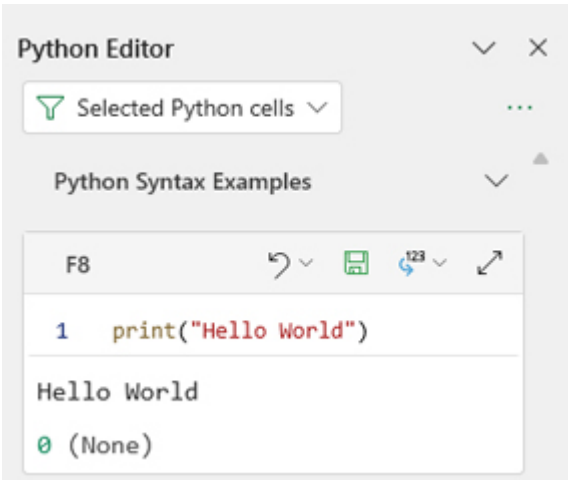 Python Editor
Selected Python cells
Python Syntax Examples
F8
123
1 print("Hello World")
Hello World
0 (None)